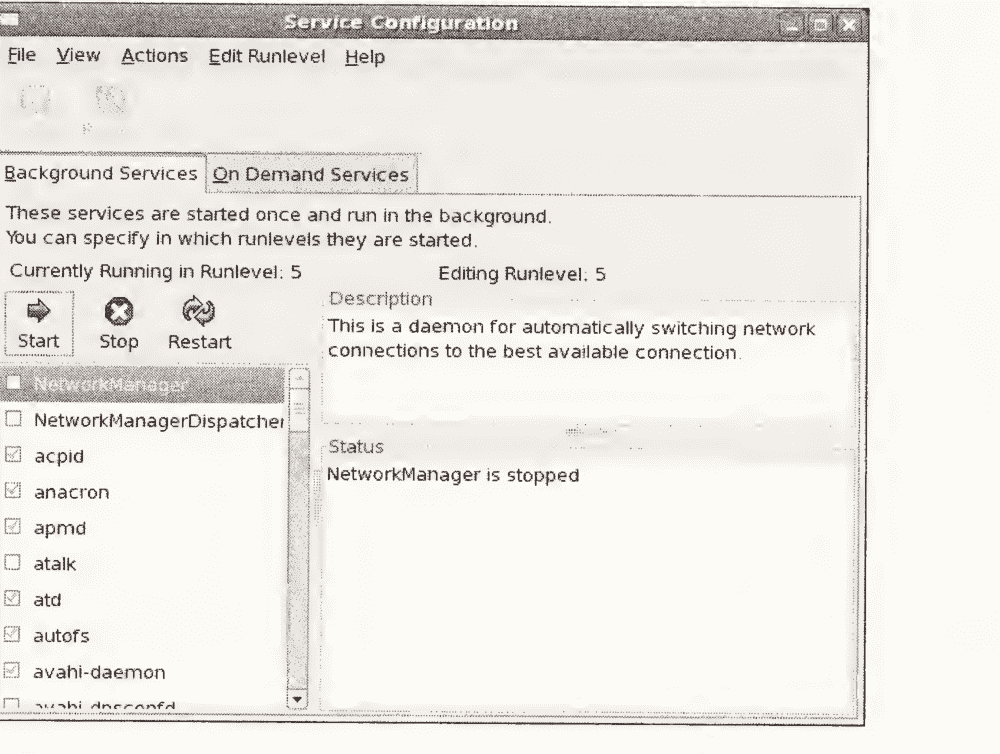 Service Configuration
File View Actions Edit Runlevel Help
Background Services On Demand Services
These services are started once and run in the background.
You can specify in which runlevels they are started.
Currently Running in Runlevel: 5 Editing Runlevel: 5
Start Stop Restart
NetworkManager
NetworkManagerDispatcher
acpid
anacron
apmd
atalk
atd
autofs
avahi-daemon
Description
This is a daemon for automatically switching network
connections to the best available connection.
Status
NetworkManager is stopped